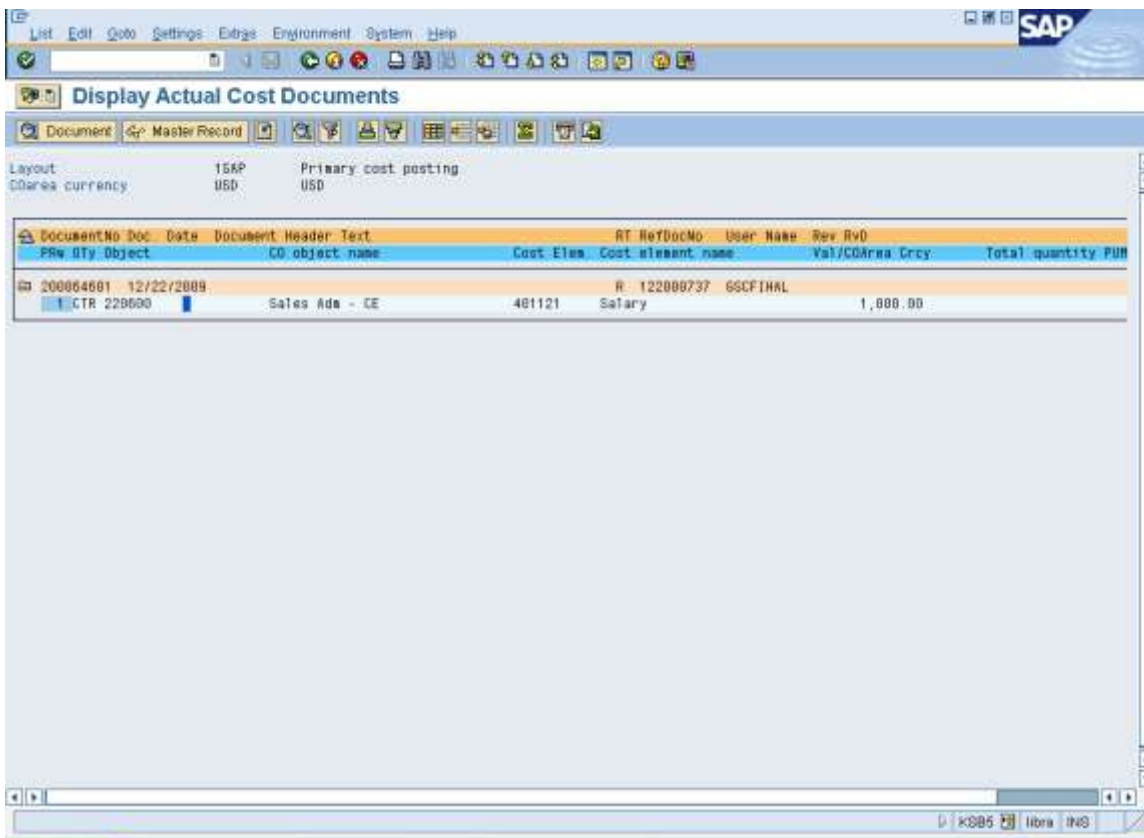 List Edit Goto Settings Extras Environment System Help
SAP
Display Actual Cost Documents
Document Master Record
Layout 1SAP Primary cost posting
COarea currency USD USD
DocumentNo Doc. Date Document Header Text RT RefDocNo User Name Rev RvD
PRw OTy Object CO object name Cost Elem. Cost element name Val/COArea Crcy Total quantity PUM
200064601 12/22/2009 R 122000737 GSCFINAL
1 CTR 220600 Sales Adm - CE 401121 Salary 1,000.00
KSB5 libra INS